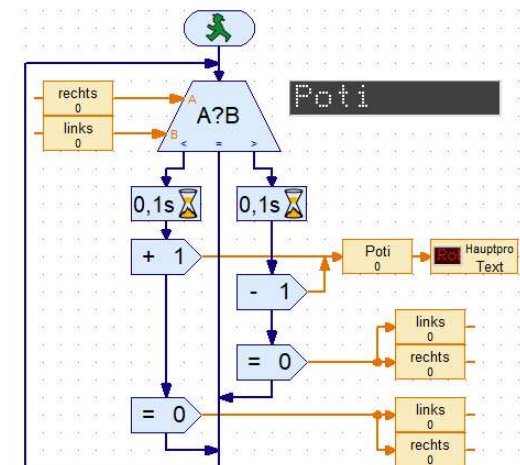 rechts
0
links
0
A
B
A?B
< = >
Poti
0,1s
0,1s
+ 1
- 1
Poti
0
Hauptpro
Text
= 0
links
0
rechts
0
= 0
links
0
rechts
0